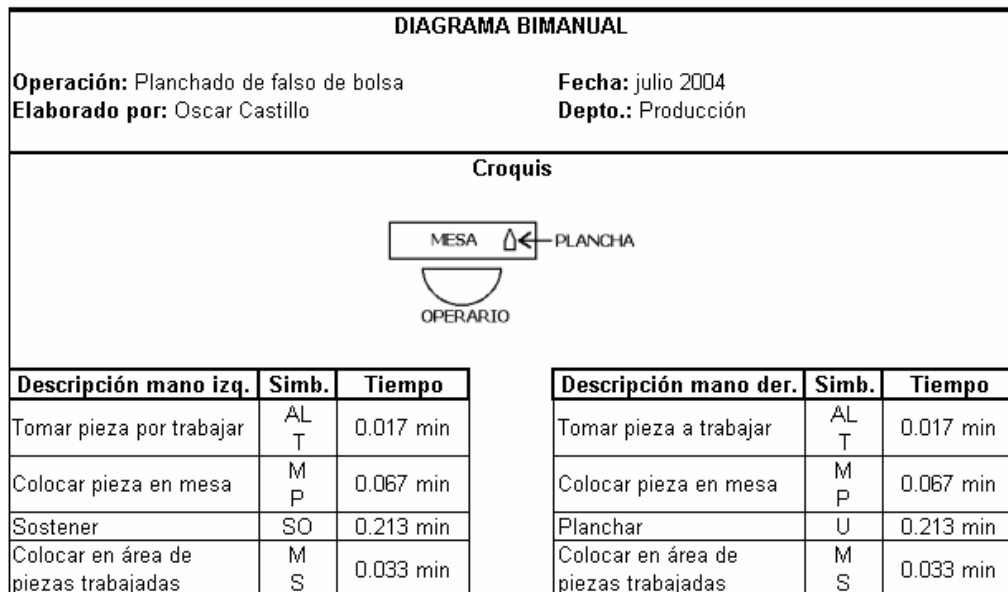 DIAGRAMA BIMANUAL
Operación: Planchado de falso de bolsa Fecha: julio 2004
Elaborado por: Oscar Castillo Depto.: Producción
Croquis
MESA PLANCHA
OPERARIO
Descripción mano izq. Simb. Tiempo Descripción mano der. Simb. Tiempo
Tomar pieza por trabajar AL T 0.017 min Tomar pieza a trabajar AL T 0.017 min
Colocar pieza en mesa M P 0.067 min Colocar pieza en mesa M P 0.067 min
Sostener SO 0.213 min Planchar U 0.213 min
Colocar en área de piezas trabajadas M S 0.033 min Colocar en área de piezas trabajadas M S 0.033 min